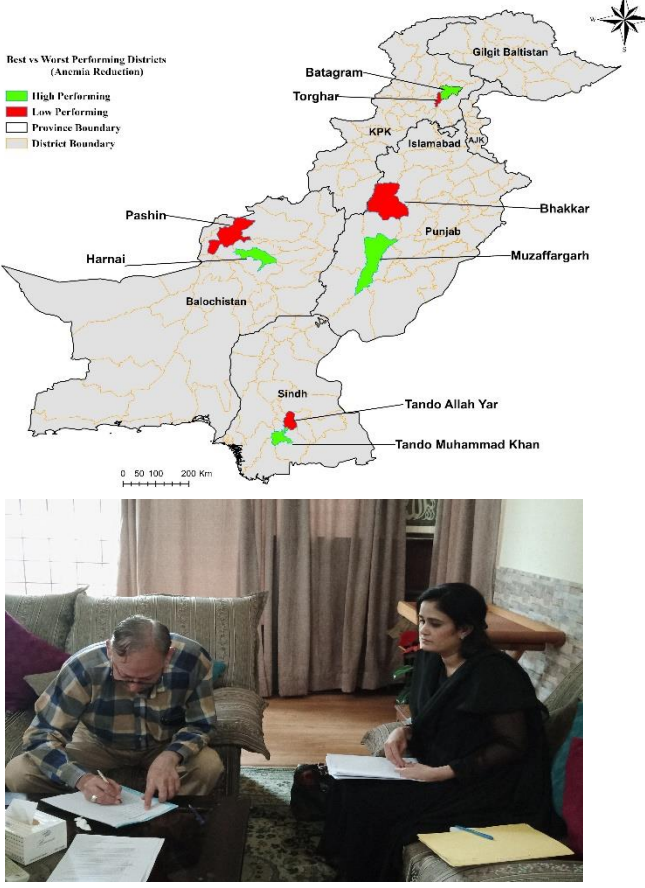 Best vs Worst Performing Districts
(Anemia Reduction)
High Performing
Low Performing
Province Boundary
District Boundary
W
S
Gilgit Baltistan
Batagram
Torghar
KPK
Islamabad
AJK
Bhakkar
Pashin
Punjab
Muzaffargarh
Harnai
Balochistan
Sindh
Tando Allah Yar
Tando Muhammad Khan
0 50 100 200 Km